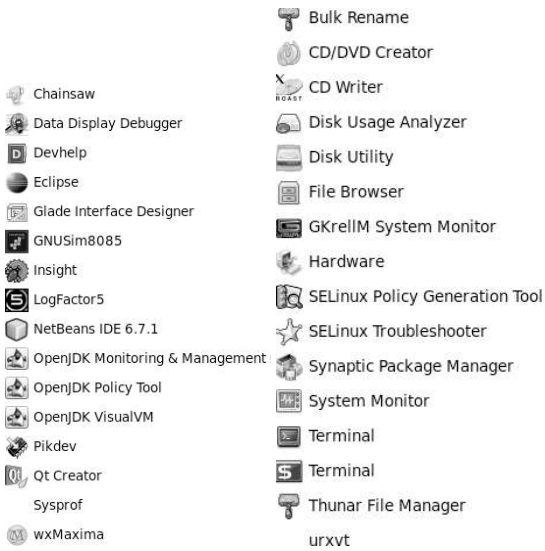 Chainsaw
Data Display Debugger
Devhelp
Eclipse
Glade Interface Designer
GNUSim8085
Insight
LogFactor5
NetBeans IDE 6.7.1
OpenJDK Monitoring & Management
OpenJDK Policy Tool
OpenJDK VisualVM
Pikdev
Qt Creator
Sysprof
wxMaxima
Bulk Rename
CD/DVD Creator
X
ROAST
CD Writer
Disk Usage Analyzer
Disk Utility
File Browser
GKrellM System Monitor
Hardware
SELinux Policy Generation Tool
SELinux Troubleshooter
Synaptic Package Manager
System Monitor
Terminal
Terminal
Thunar File Manager
urxvt